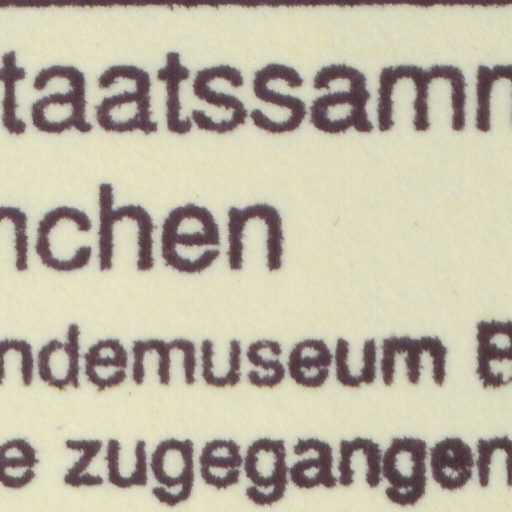 taatssamm
nchen
ndemuseum B
e zugegangen